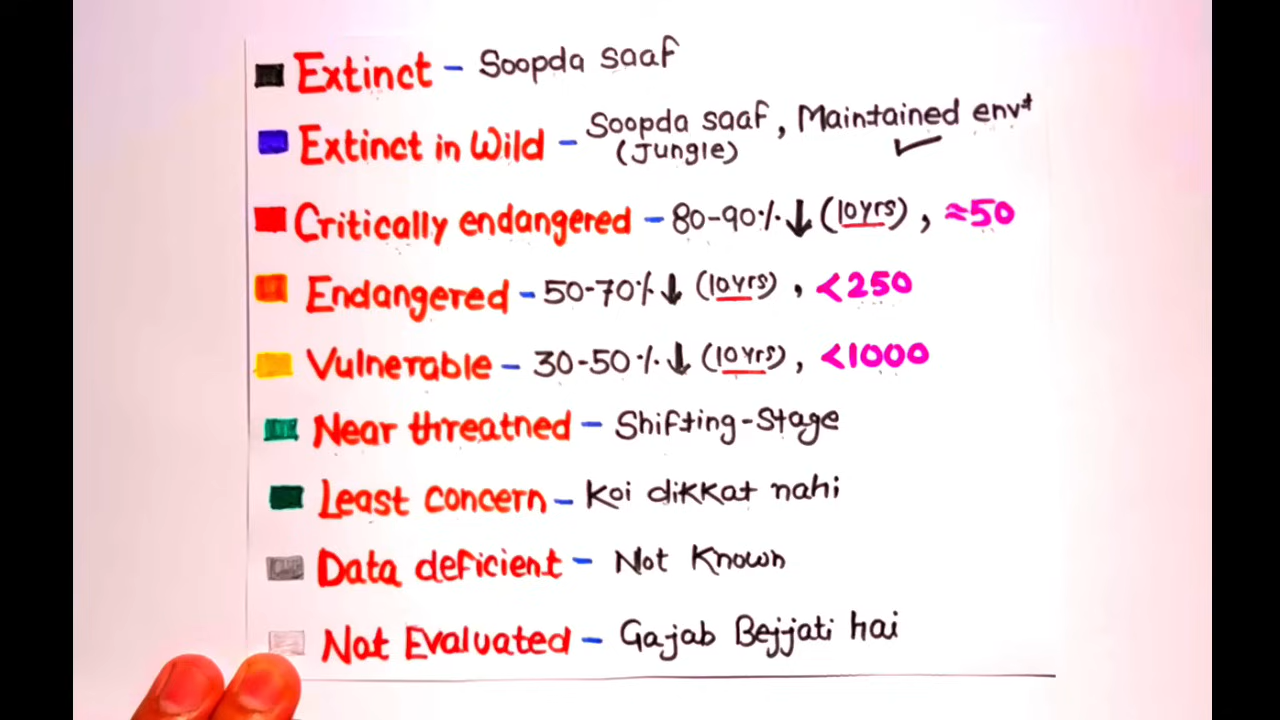 Extinct - Soopda saaf
Extinct in Wild - Soopda saaf, Maintained envt
(Jungle) ✓
Critically endangered - 80-90%↓ (10yrs), ≈50
Endangered - 50-70%↓ (10yrs), <250
Vulnerable - 30-50%↓ (10yrs), <1000
Near threatned - Shifting-Stage
Least concern - Koi dikkat nahi
Data deficient - Not Known
Not Evaluated - Gajab Bejjati hai